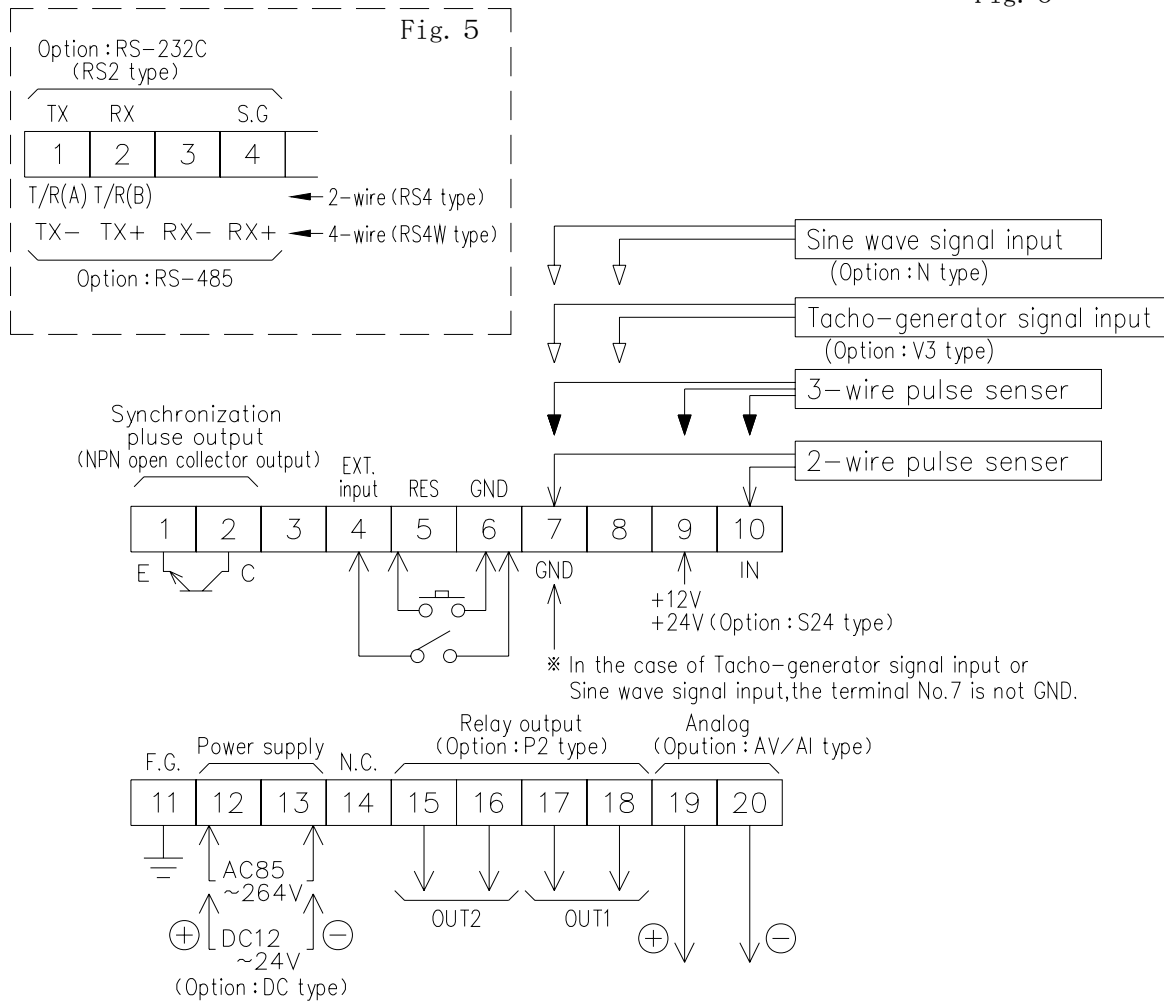 Fig. 5
Option:RS-232C
(RS2 type)
TX RX S.G
1 2 3 4
T/R(A) T/R(B) 2-wire(RS4 type)
TX- TX+ RX- RX+ 4-wire(RS4W type)
Option:RS-485
Sine wave signal input
(Option:N type)
Tacho-generator signal input
(Option:V3 type)
3-wire pulse senser
2-wire pulse senser
Synchronization
pluse output
(NPN open collector output)
EXT.
input RES GND
1 2 3 4 5 6 7 8 9 10
E C GND IN
+12V
+24V(Option:S24 type)
※ In the case of Tacho-generator signal input or
Sine wave signal input,the terminal No.7 is not GND.
Relay output
(Option:P2 type)
Analog
(Opution:AV/AI type)
F.G. Power supply N.C.
11 12 13 14 15 16 17 18 19 20
AC85
~264V
OUT2 OUT1
+ - + -
DC12
~24V
(Option:DC type)